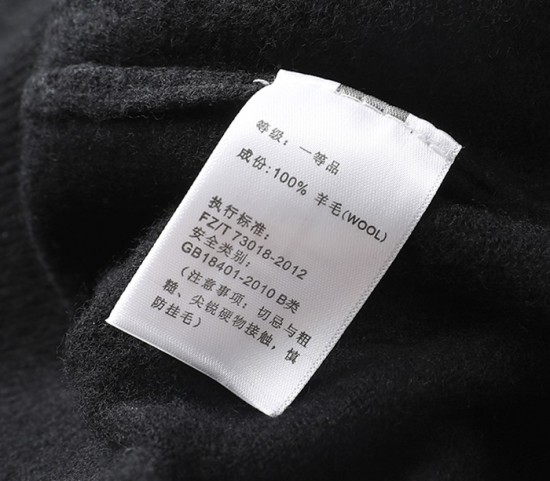 等级：一等品
成份:100% 羊毛(WOOL)
执行标准:
FZ/T 73018-2012
安全类别:
GB18401-2010 B类
（注意事项：切忌与粗
糙、尖锐硬物接触，慎
防挂毛）